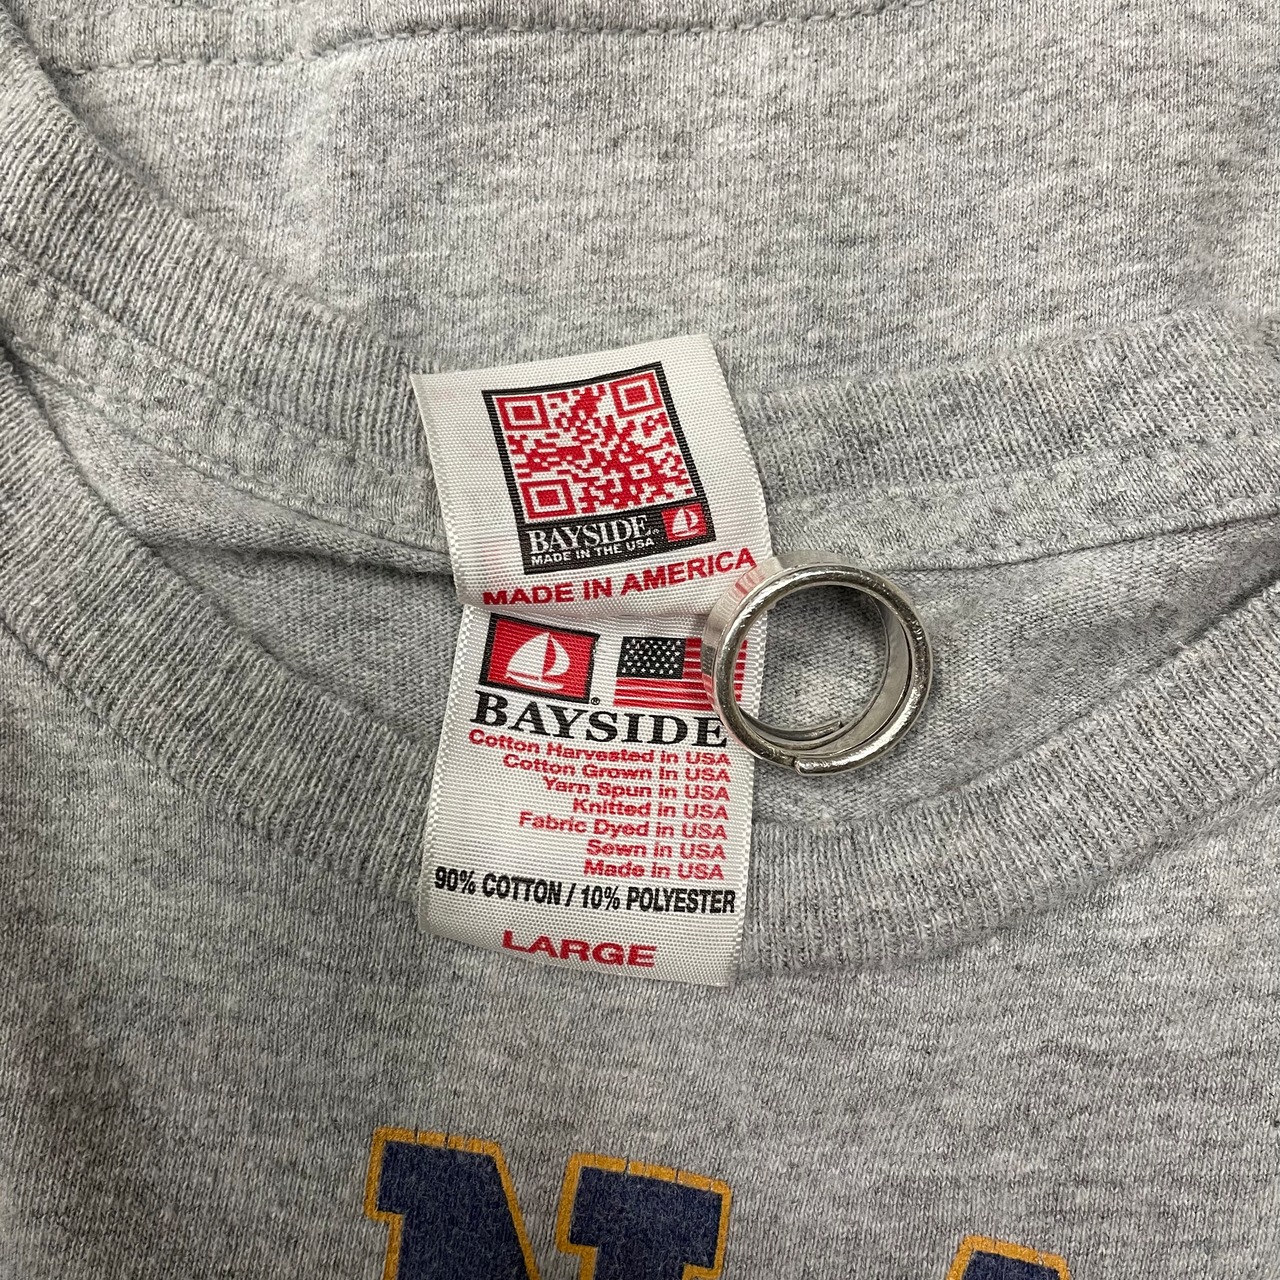 BAYSIDE®
MADE IN THE USA
MADE IN AMERICA
BAYSIDE®
Cotton Harvested in USA
Cotton Grown in USA
Yarn Spun in USA
Knitted in USA
Fabric Dyed in USA
Sewn in USA
Made in USA
90% COTTON / 10% POLYESTER
LARGE
NA